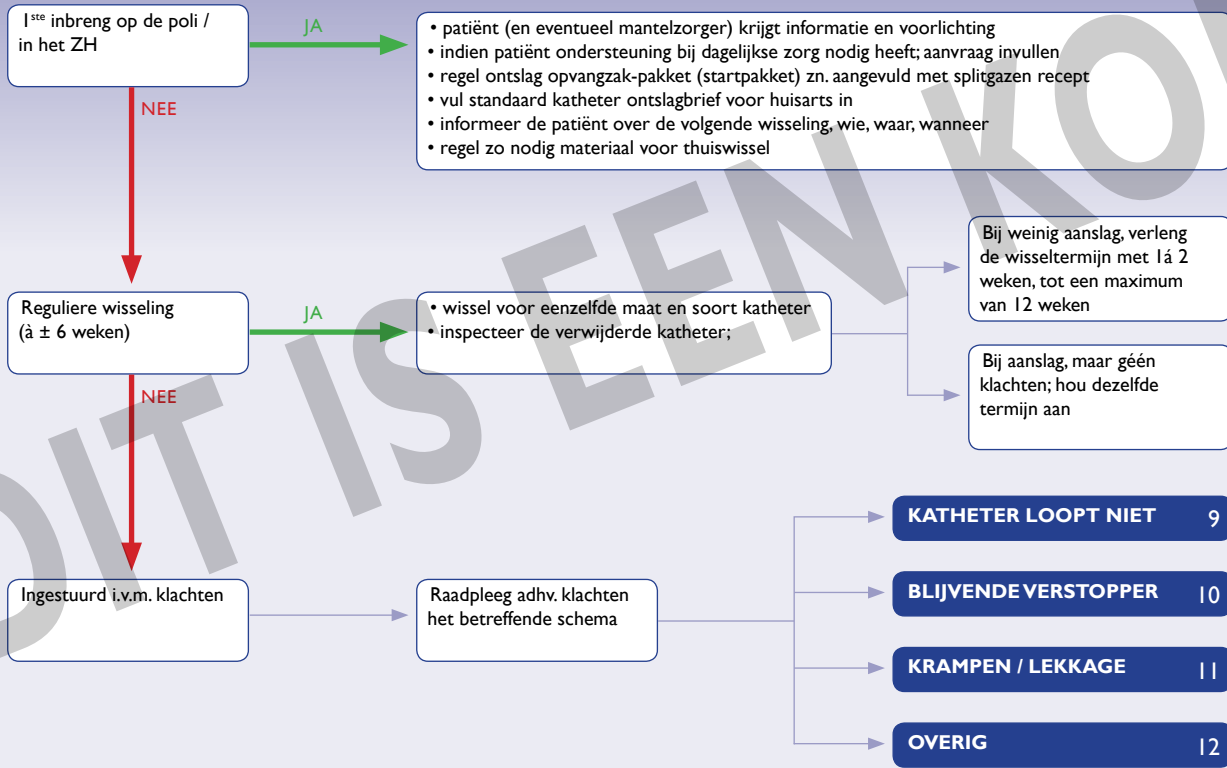 1ste inbreng op de poli /
in het ZH
JA
• patiënt (en eventueel mantelzorger) krijgt informatie en voorlichting
• indien patiënt ondersteuning bij dagelijkse zorg nodig heeft; aanvraag invullen
• regel ontslag opvangzak-pakket (startpakket) zn. aangevuld met splitgazen recept
• vul standaard katheter ontslagbrief voor huisarts in
• informeer de patiënt over de volgende wisseling, wie, waar, wanneer
• regel zo nodig materiaal voor thuiswissel
NEE
Reguliere wisseling
(à ± 6 weken)
JA
• wissel voor eenzelfde maat en soort katheter
• inspecteer de verwijderde katheter;
Bij weinig aanslag, verleng
de wisseltermijn met 1á 2
weken, tot een maximum
van 12 weken
Bij aanslag, maar géén
klachten; hou dezelfde
termijn aan
NEE
Ingestuurd i.v.m. klachten
Raadpleeg adhv. klachten
het betreffende schema
KATHETER LOOPT NIET 9
BLIJVENDE VERSTOPPER 10
KRAMPEN / LEKKAGE 11
OVERIG 12
DIT IS EEN KO